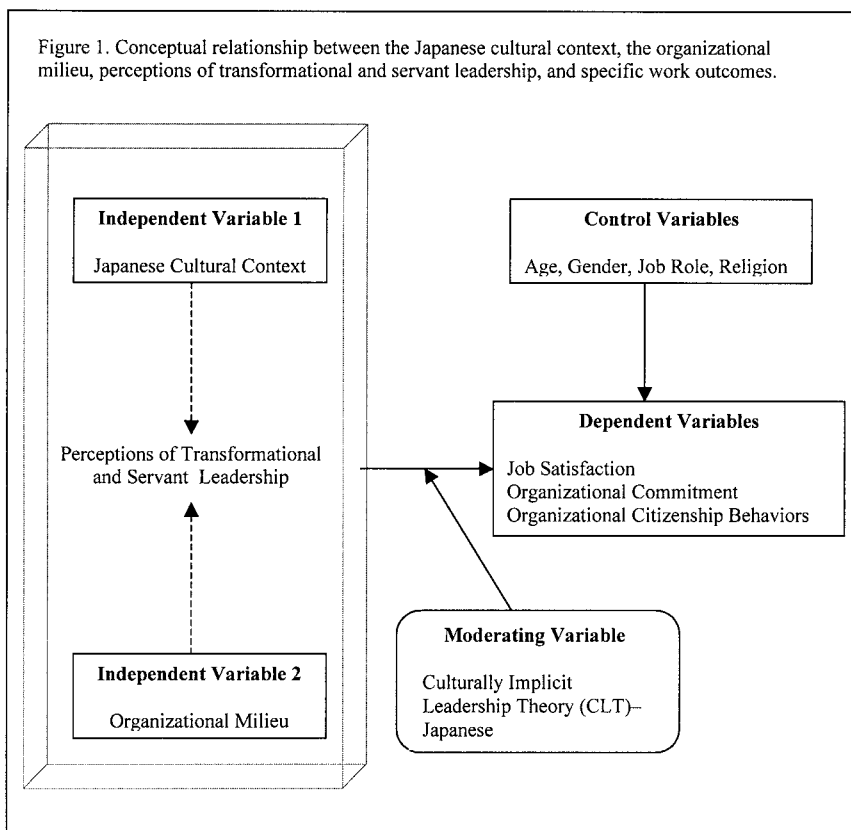 Figure 1. Conceptual relationship between the Japanese cultural context, the organizational
milieu, perceptions of transformational and servant leadership, and specific work outcomes.
Independent Variable 1
Japanese Cultural Context
Control Variables
Age, Gender, Job Role, Religion
Perceptions of Transformational
and Servant Leadership
Dependent Variables
Job Satisfaction
Organizational Commitment
Organizational Citizenship Behaviors
Independent Variable 2
Organizational Milieu
Moderating Variable
Culturally Implicit
Leadership Theory (CLT)–
Japanese